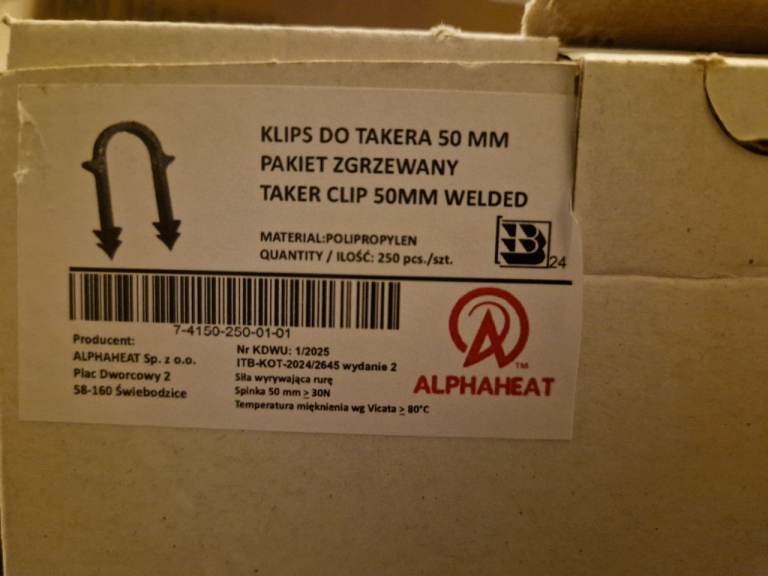 KLIPS DO TAKERA 50 MM
PAKIET ZGRZEWANY
TAKER CLIP 50MM WELDED
MATERIAL:POLIPROPYLEN
QUANTITY / ILOŚĆ: 250 pcs./szt.
B 24
7-4150-250-01-01
Producent:
ALPHAHEAT Sp. z o.o.
Plac Dworcowy 2
58-160 Świebodzice
Nr KDWU: 1/2025
ITB-KOT-2024/2645 wydanie 2
Siła wyrywająca rurę
Spinka 50 mm ≥ 30N
Temperatura mięknienia wg Vicata ≥ 80°C
TM
ALPHAHEAT